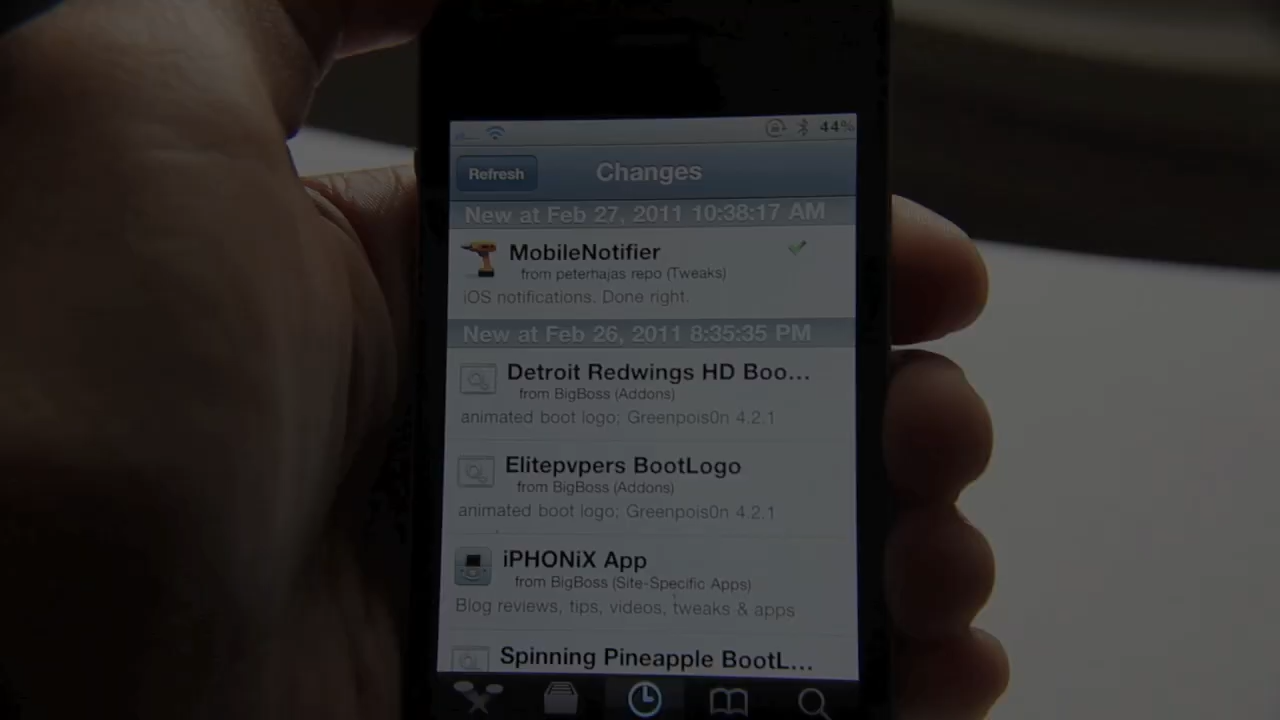 44%
Refresh
Changes
New at Feb 27, 2011 10:38:17 AM
MobileNotifier
from peterhajas repo (Tweaks)
iOS notifications. Done right.
New at Feb 26, 2011 8:35:35 PM
Detroit Redwings HD Boo...
from BigBoss (Addons)
animated boot logo; Greenpois0n 4.2.1
Elitepvpers BootLogo
from BigBoss (Addons)
animated boot logo; Greenpois0n 4.2.1
iPHONiX App
from BigBoss (Site-Specific Apps)
Blog reviews, tips, videos, tweaks & apps
Spinning Pineapple BootL...